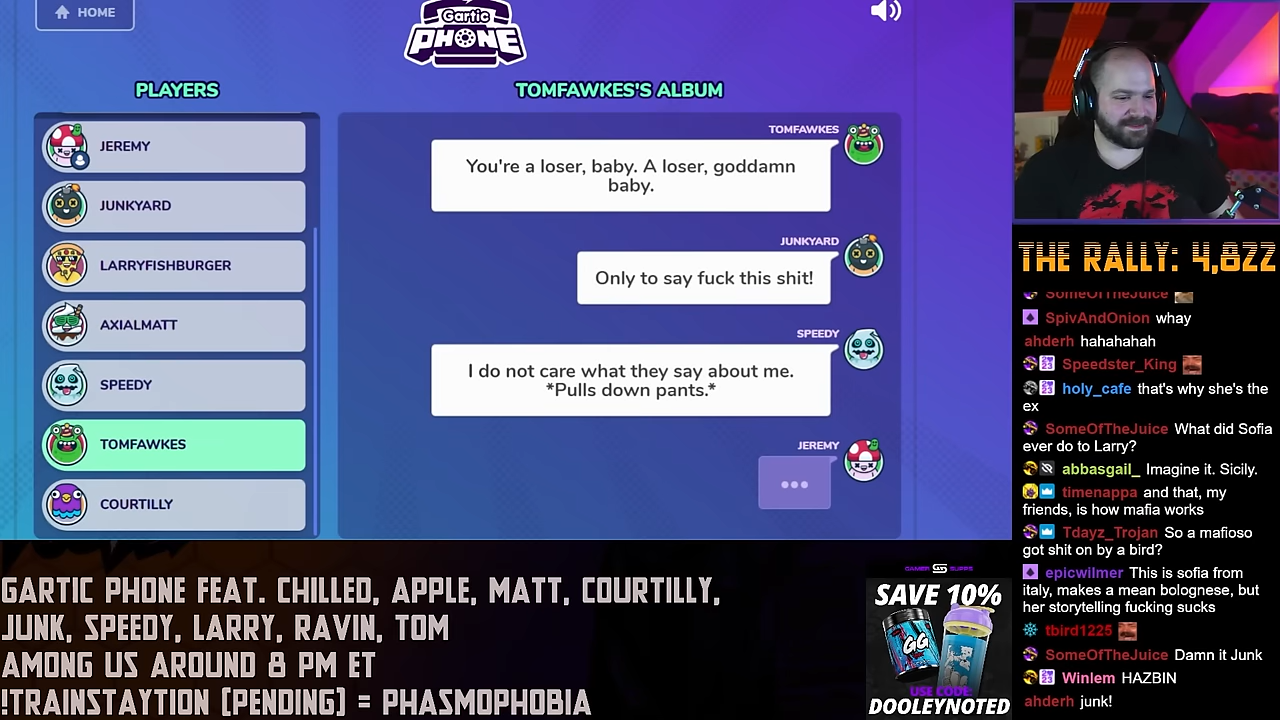 HOME
Gartic
PHONE
PLAYERS
JEREMY
JUNKYARD
LARRYFISHBURGER
AXIALMATT
SPEEDY
TOMFAWKES
COURTILLY
TOMFAWKES'S ALBUM
TOMFAWKES
You're a loser, baby. A loser, goddamn
baby.
JUNKYARD
Only to say fuck this shit!
SPEEDY
I do not care what they say about me.
*Pulls down pants.*
JEREMY
...
THE RALLY: 4,822
SomeOfTheJuice
SpivAndOnion whay
ahderh hahahahah
Speedster_King
holy_cafe that's why she's the
ex
SomeOfTheJuice What did Sofia
ever do to Larry?
abbasgail_ Imagine it. Sicily.
timenappa and that, my
friends, is how mafia works
Tdayz_Trojan So a mafioso
got shit on by a bird?
epicwilmer This is sofia from
italy, makes a mean bolognese, but
her storytelling fucking sucks
tbird1225
SomeOfTheJuice Damn it Junk
Winlem HAZBIN
ahderh junk!
GARTIC PHONE FEAT. CHILLED, APPLE, MATT, COURTILLY,
JUNK, SPEEDY, LARRY, RAVIN, TOM
AMONG US AROUND 8 PM ET
!TRAINSTAYTION (PENDING) = PHASMOPHOBIA
GAMER SUPPS
SAVE 10%
GG
USE CODE:
DOOLEYNOTED